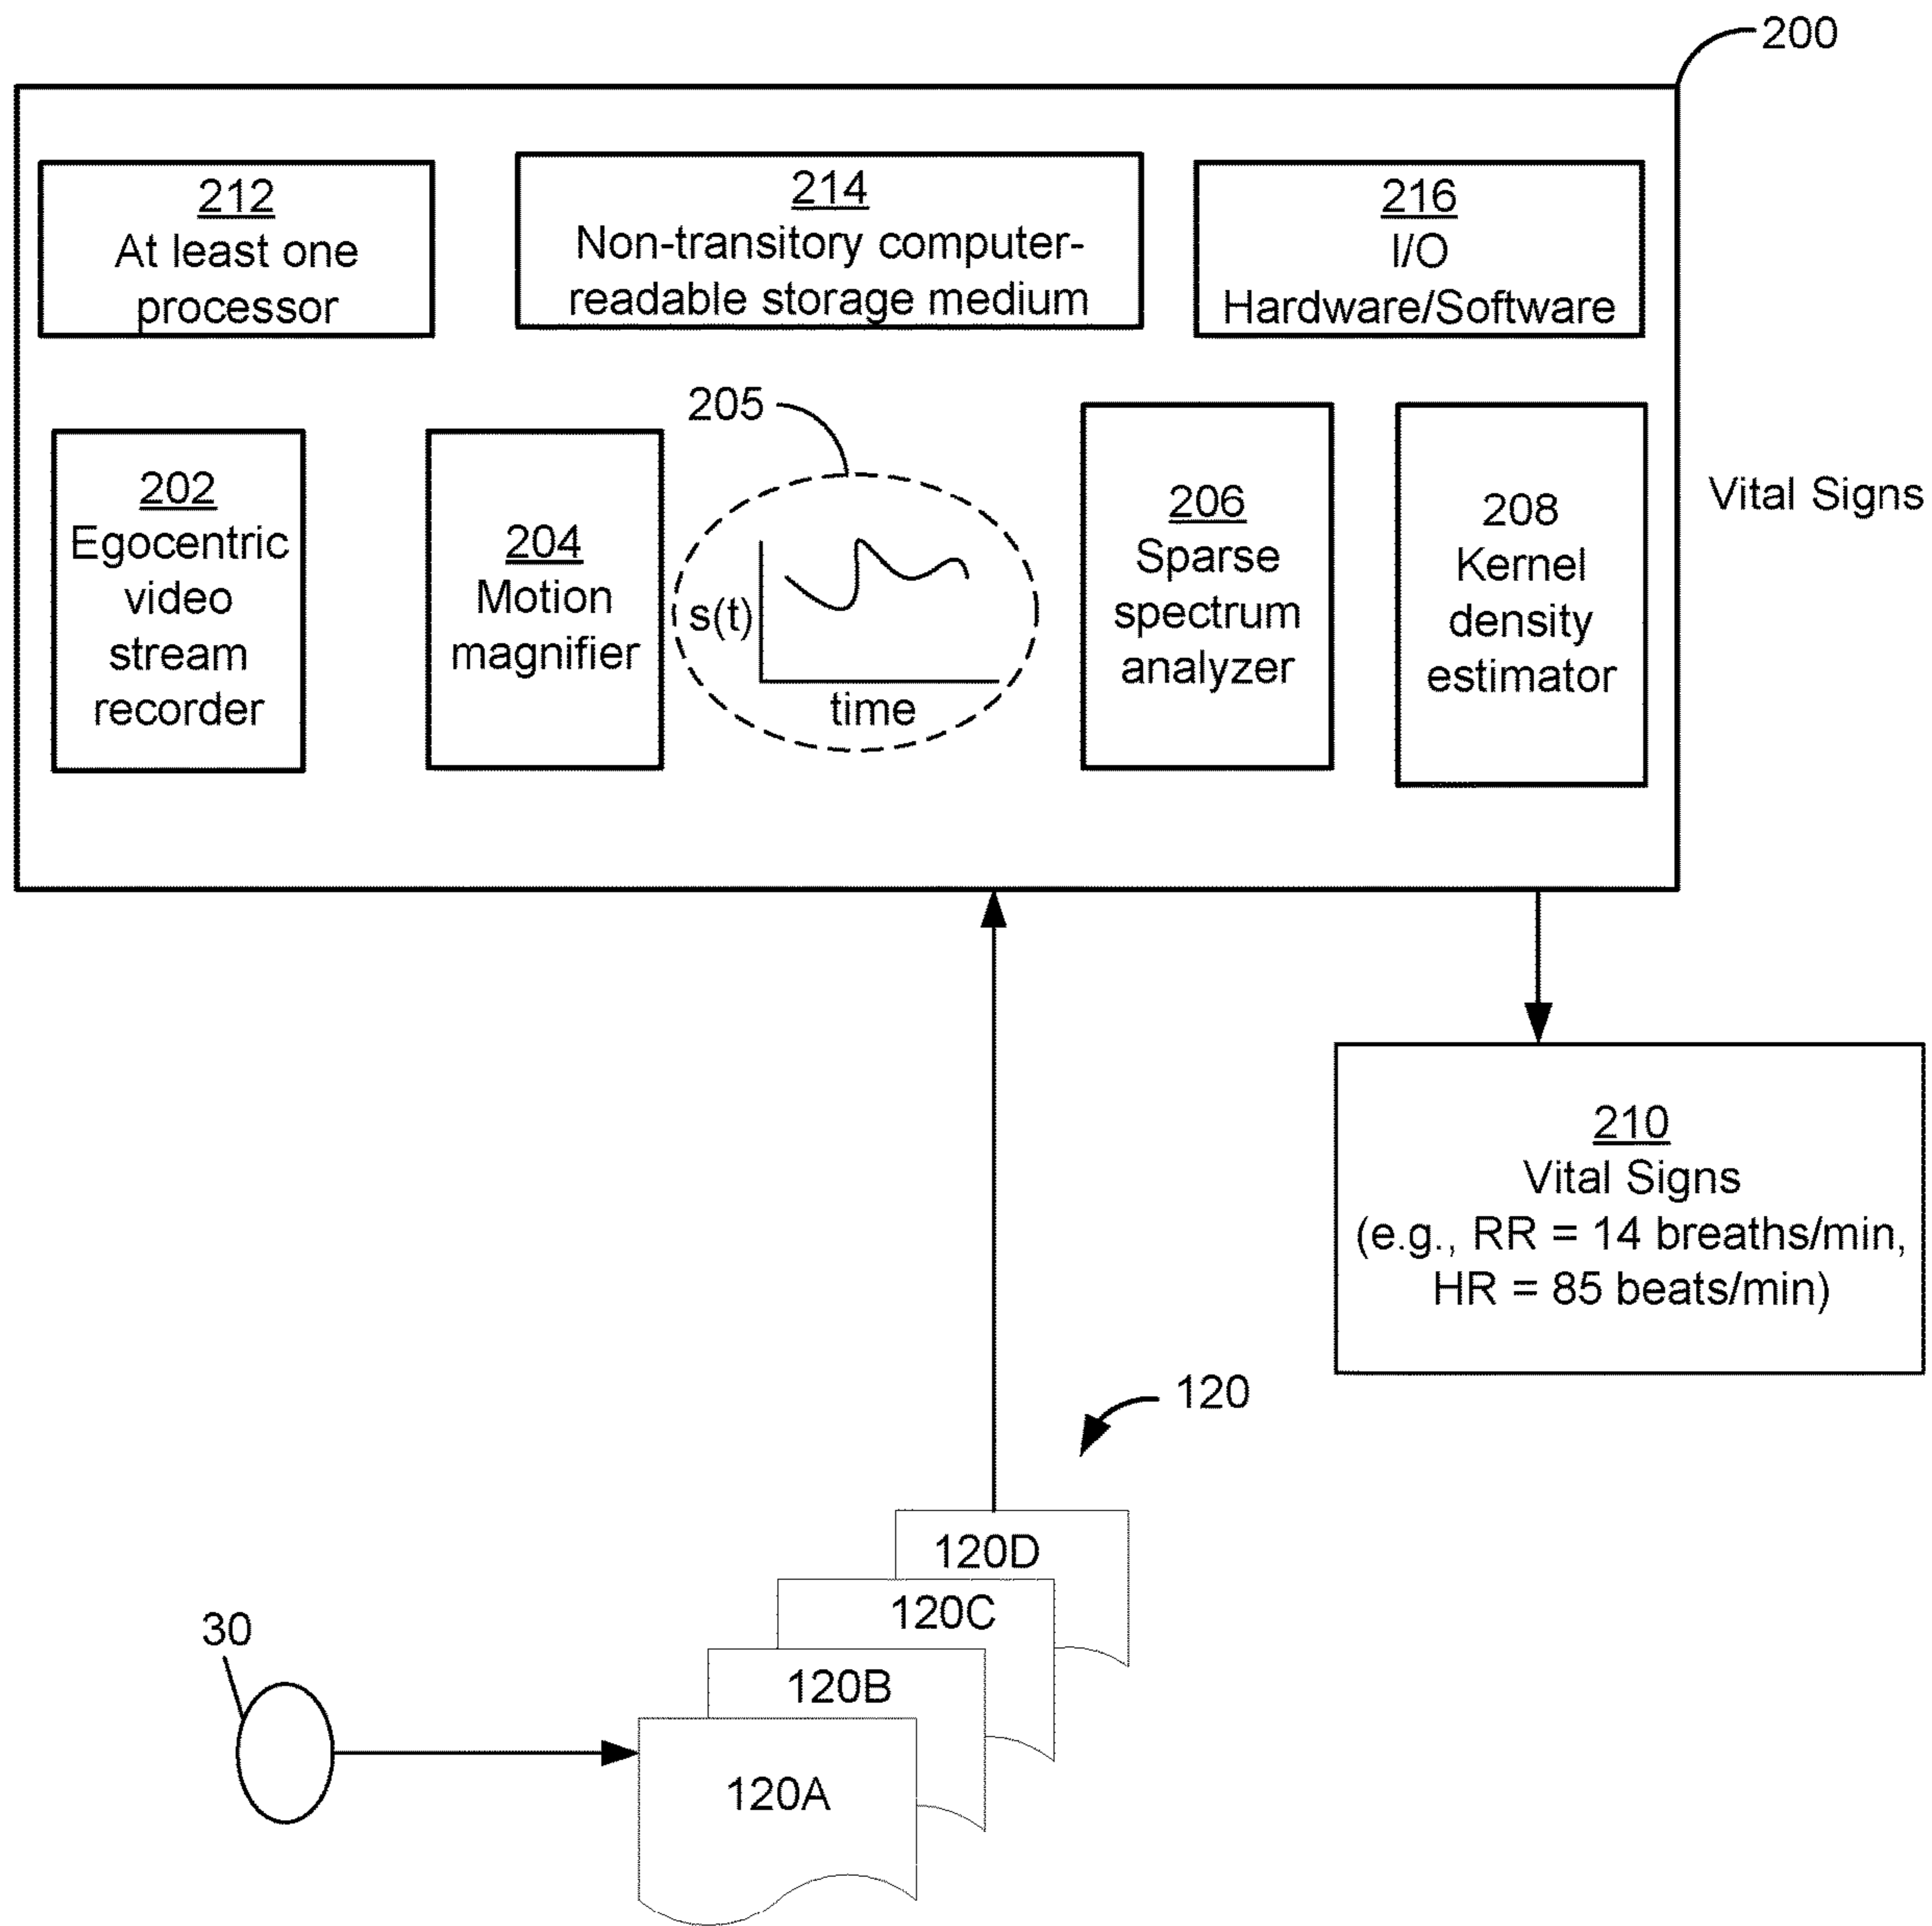 200
212
At least one
processor
214
Non-transitory computer-
readable storage medium
216
I/O
Hardware/Software
205
202
Egocentric
video
stream
recorder
204
Motion
magnifier
s(t)
time
206
Sparse
spectrum
analyzer
208
Kernel
density
estimator
Vital Signs
210
Vital Signs
(e.g., RR = 14 breaths/min,
HR = 85 beats/min)
120
120D
120C
120B
120A
30